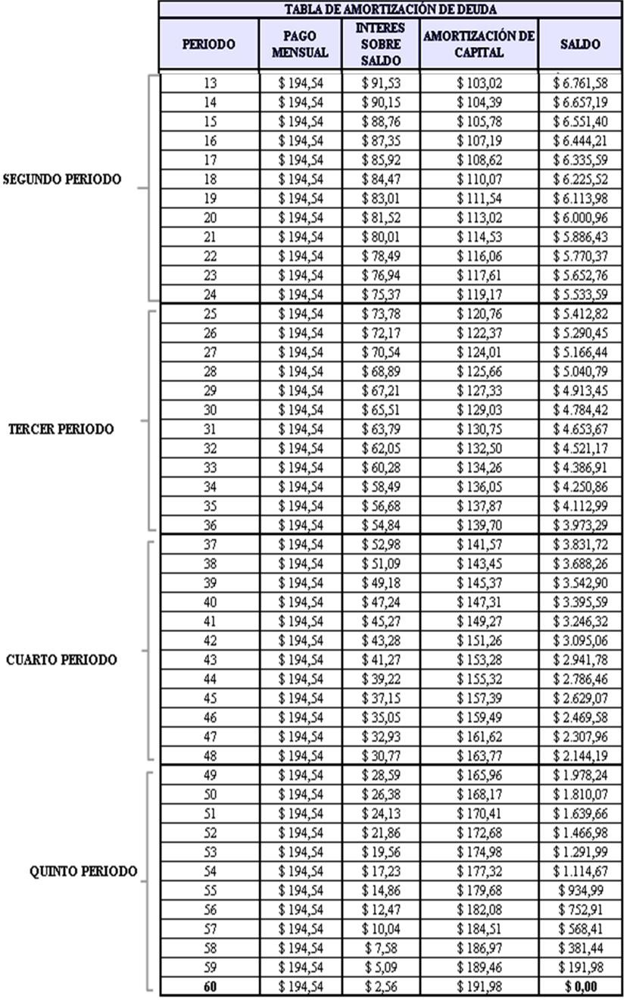 TABLA DE AMORTIZACIÓN DE DEUDA
PERIODO PAGO MENSUAL INTERES SOBRE SALDO AMORTIZACIÓN DE CAPITAL SALDO
13 $ 194,54 $ 91,53 $ 103,02 $ 6.761,58
14 $ 194,54 $ 90,15 $ 104,39 $ 6.657,19
15 $ 194,54 $ 88,76 $ 105,78 $ 6.551,40
16 $ 194,54 $ 87,35 $ 107,19 $ 6.444,21
17 $ 194,54 $ 85,92 $ 108,62 $ 6.335,59
SEGUNDO PERIODO
18 $ 194,54 $ 84,47 $ 110,07 $ 6.225,52
19 $ 194,54 $ 83,01 $ 111,54 $ 6.113,98
20 $ 194,54 $ 81,52 $ 113,02 $ 6.000,96
21 $ 194,54 $ 80,01 $ 114,53 $ 5.886,43
22 $ 194,54 $ 78,49 $ 116,06 $ 5.770,37
23 $ 194,54 $ 76,94 $ 117,61 $ 5.652,76
24 $ 194,54 $ 75,37 $ 119,17 $ 5.533,59
25 $ 194,54 $ 73,78 $ 120,76 $ 5.412,82
26 $ 194,54 $ 72,17 $ 122,37 $ 5.290,45
27 $ 194,54 $ 70,54 $ 124,01 $ 5.166,44
28 $ 194,54 $ 68,89 $ 125,66 $ 5.040,79
29 $ 194,54 $ 67,21 $ 127,33 $ 4.913,45
30 $ 194,54 $ 65,51 $ 129,03 $ 4.784,42
TERCER PERIODO
31 $ 194,54 $ 63,79 $ 130,75 $ 4.653,67
32 $ 194,54 $ 62,05 $ 132,50 $ 4.521,17
33 $ 194,54 $ 60,28 $ 134,26 $ 4.386,91
34 $ 194,54 $ 58,49 $ 136,05 $ 4.250,86
35 $ 194,54 $ 56,68 $ 137,87 $ 4.112,99
36 $ 194,54 $ 54,84 $ 139,70 $ 3.973,29
37 $ 194,54 $ 52,98 $ 141,57 $ 3.831,72
38 $ 194,54 $ 51,09 $ 143,45 $ 3.688,26
39 $ 194,54 $ 49,18 $ 145,37 $ 3.542,90
40 $ 194,54 $ 47,24 $ 147,31 $ 3.395,59
41 $ 194,54 $ 45,27 $ 149,27 $ 3.246,32
42 $ 194,54 $ 43,28 $ 151,26 $ 3.095,06
CUARTO PERIODO
43 $ 194,54 $ 41,27 $ 153,28 $ 2.941,78
44 $ 194,54 $ 39,22 $ 155,32 $ 2.786,46
45 $ 194,54 $ 37,15 $ 157,39 $ 2.629,07
46 $ 194,54 $ 35,05 $ 159,49 $ 2.469,58
47 $ 194,54 $ 32,93 $ 161,62 $ 2.307,96
48 $ 194,54 $ 30,77 $ 163,77 $ 2.144,19
49 $ 194,54 $ 28,59 $ 165,96 $ 1.978,24
50 $ 194,54 $ 26,38 $ 168,17 $ 1.810,07
51 $ 194,54 $ 24,13 $ 170,41 $ 1.639,66
52 $ 194,54 $ 21,86 $ 172,68 $ 1.466,98
53 $ 194,54 $ 19,56 $ 174,98 $ 1.291,99
QUINTO PERIODO
54 $ 194,54 $ 17,23 $ 177,32 $ 1.114,67
55 $ 194,54 $ 14,86 $ 179,68 $ 934,99
56 $ 194,54 $ 12,47 $ 182,08 $ 752,91
57 $ 194,54 $ 10,04 $ 184,51 $ 568,41
58 $ 194,54 $ 7,58 $ 186,97 $ 381,44
59 $ 194,54 $ 5,09 $ 189,46 $ 191,98
60 $ 194,54 $ 2,56 $ 191,98 $ 0,00